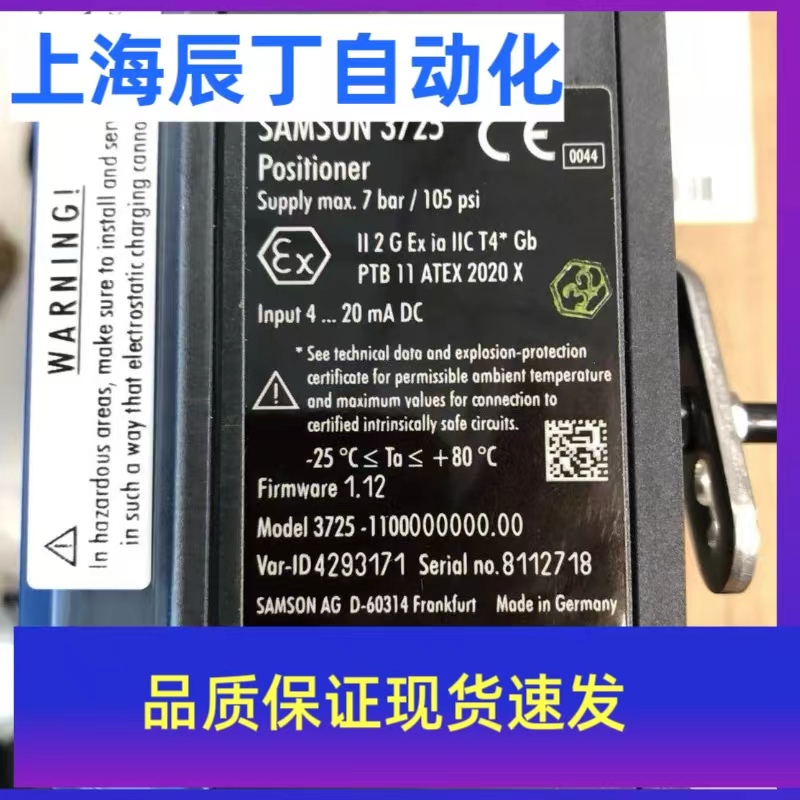 上海辰丁自动化
WARNING!
In hazardous areas, make sure to install and
in such a way that electrostatic charging
SAMSON 3725
Positioner
Supply max. 7 bar / 105 psi
CE 0044
Ex
II 2 G Ex ia IIC T4* Gb
PTB 11 ATEX 2020 X
Input 4 ... 20 mA DC
* See technical data and explosion-protection
certificate for permissible ambient temperature
and maximum values for connection to
certified intrinsically safe circuits.
-25 °C ≤ Ta ≤ +80 °C
Firmware 1.12
Model 3725 -1100000000.00
Var-ID 4293171 Serial no. 8112718
SAMSON AG D-60314 Frankfurt Made in Germany
品质保证现货速发